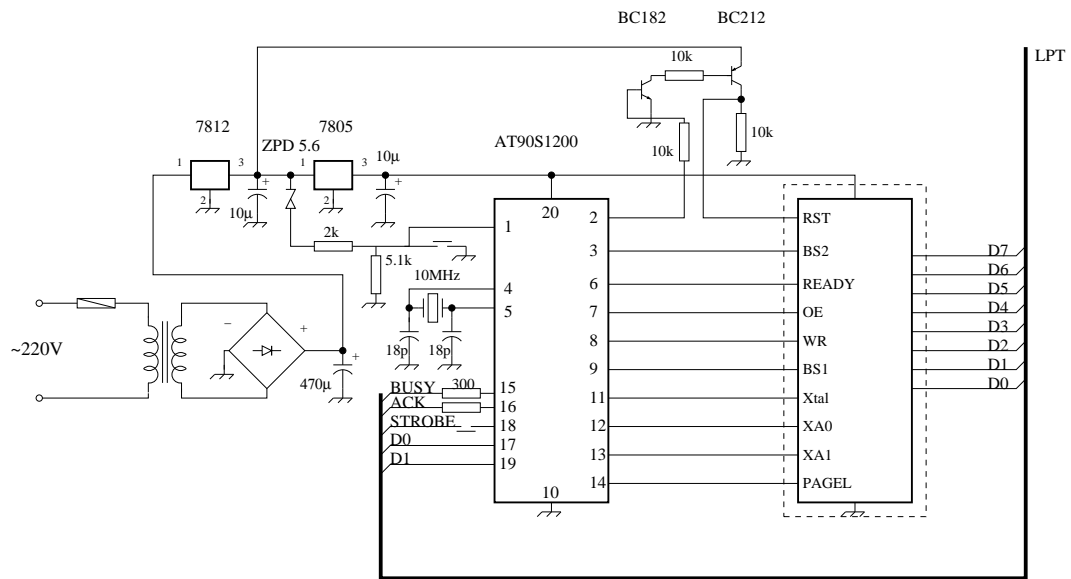 BC182 BC212
LPT
10k
7812 ZPD 5.6 7805
10k
10k
AT90S1200
1 3 1 3 10µ
2 2
10µ
20
2k
1 2 RST
5.1k
3 BS2 D7
10MHz
D6
4 6 READY
D5
5 7 OE D4
D3
~220V
18p 18p
8 WR
D2
- +
+
470µ
9 BS1 D1
BUSY 300 15
D0
ACK 16 11 Xtal
STROBE 18 12 XA0
D0 17
D1 19 13 XA1
14 PAGEL
10